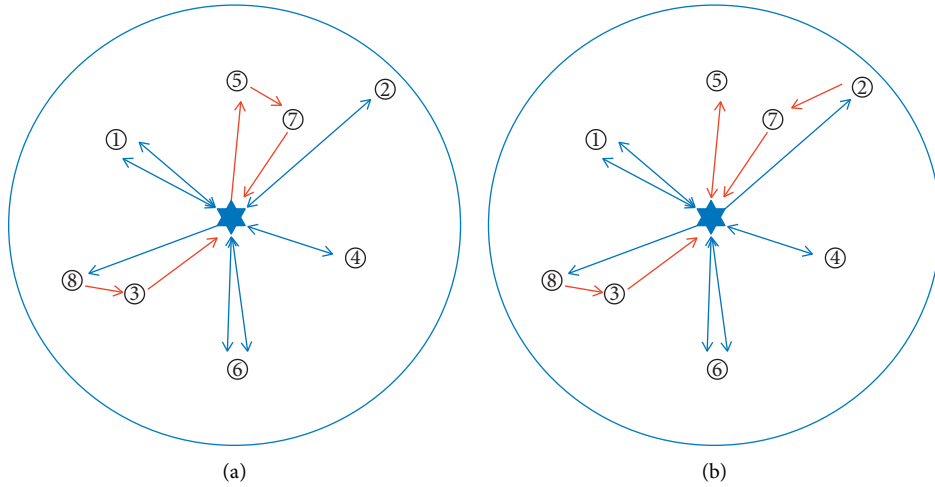 ⑤ ② ⑤ ②
⑦ ⑦
① ①
④ ④
⑧ ③ ⑧ ③
⑥ ⑥
(a) (b)